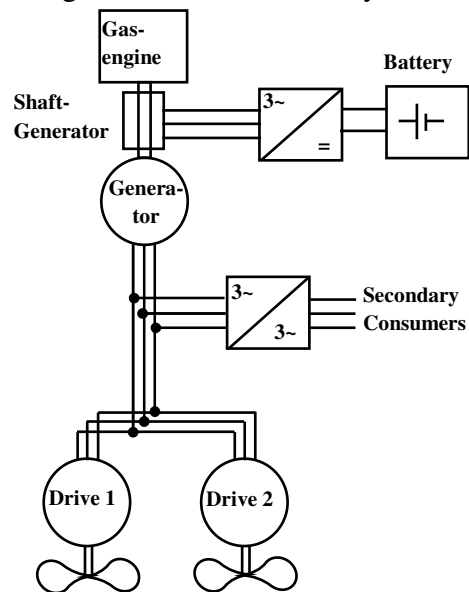 Gas-
engine
Battery
Shaft-
Generator
3~
=
Genera-
tor
3~
3~
Secondary
Consumers
Drive 1
Drive 2